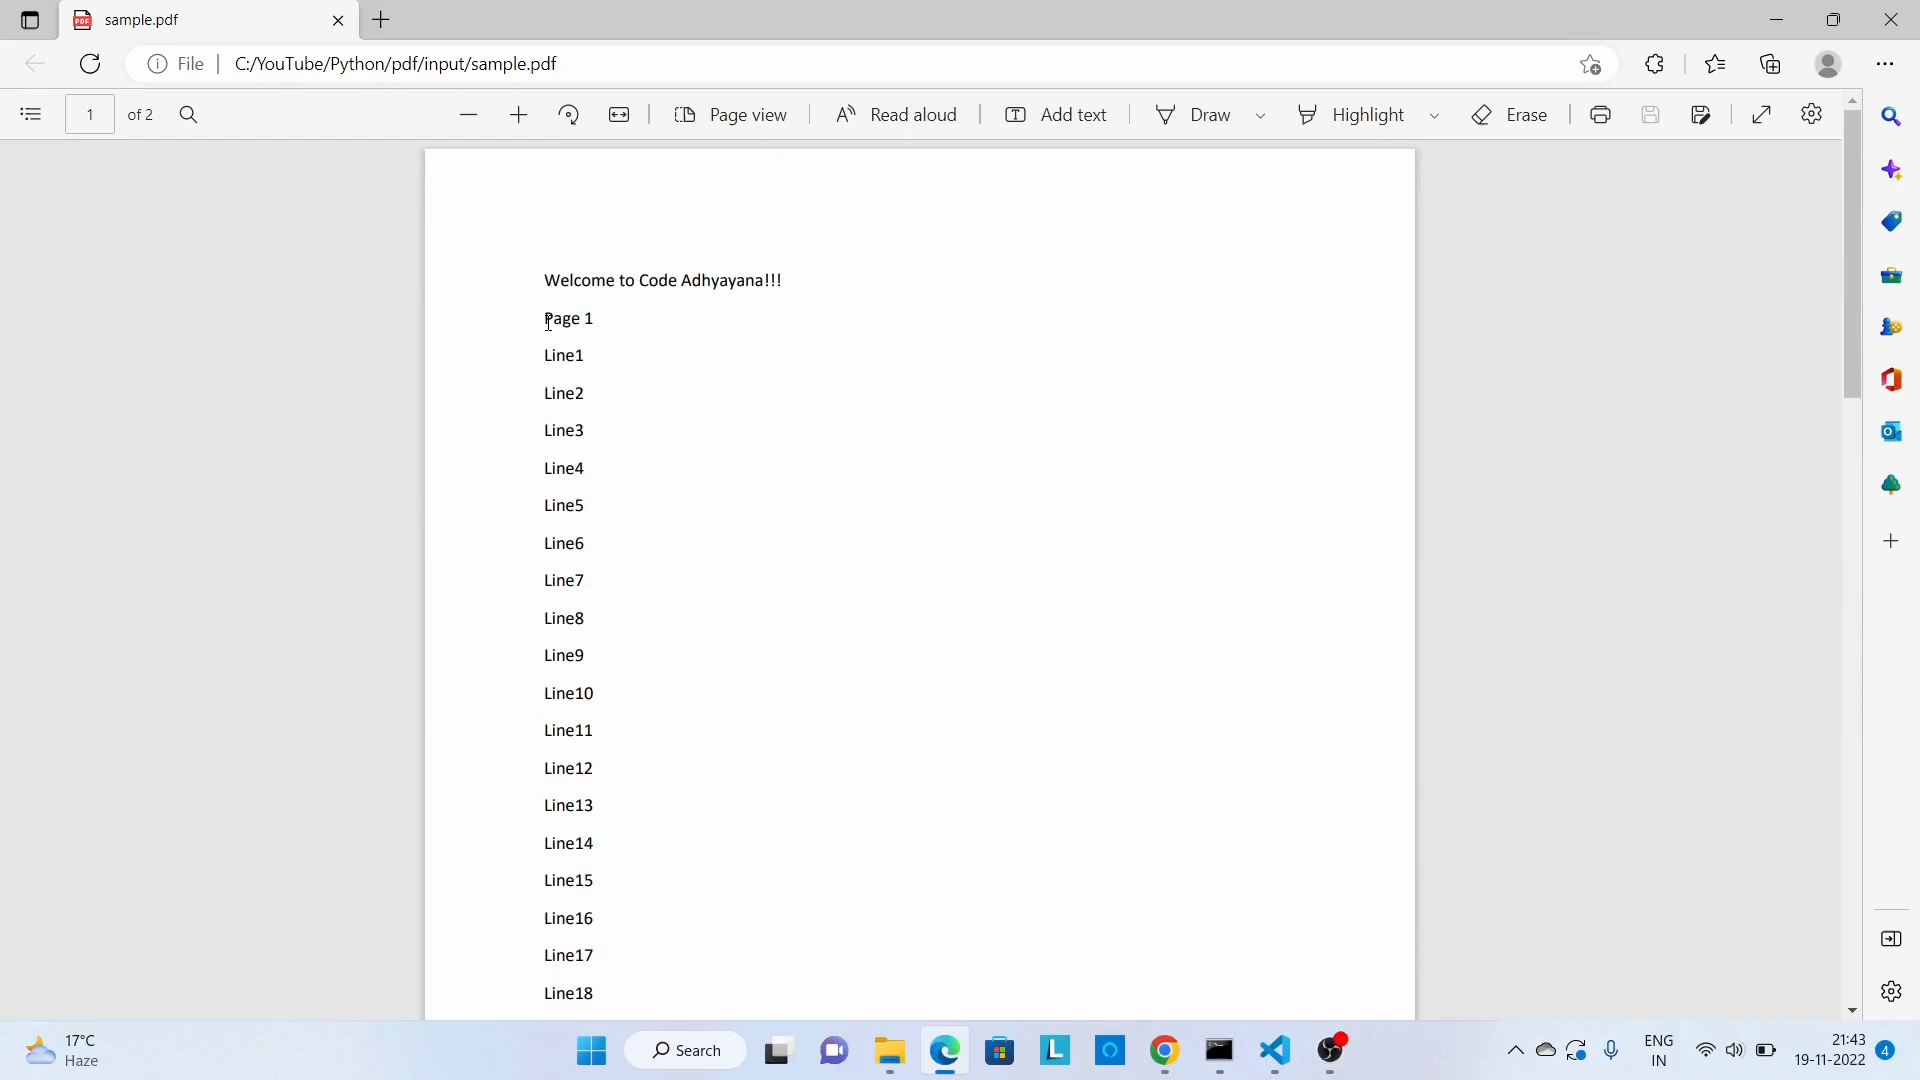 sample.pdf
File
C:/YouTube/Python/pdf/input/sample.pdf
1 of 2
Page view
Read aloud
Add text
Draw
Highlight
Erase
Welcome to Code Adhyayana!!!
Page 1
Line1
Line2
Line3
Line4
Line5
Line6
Line7
Line8
Line9
Line10
Line11
Line12
Line13
Line14
Line15
Line16
Line17
Line18
17°C
Haze
Search
ENG
IN
21:43
19-11-2022
4